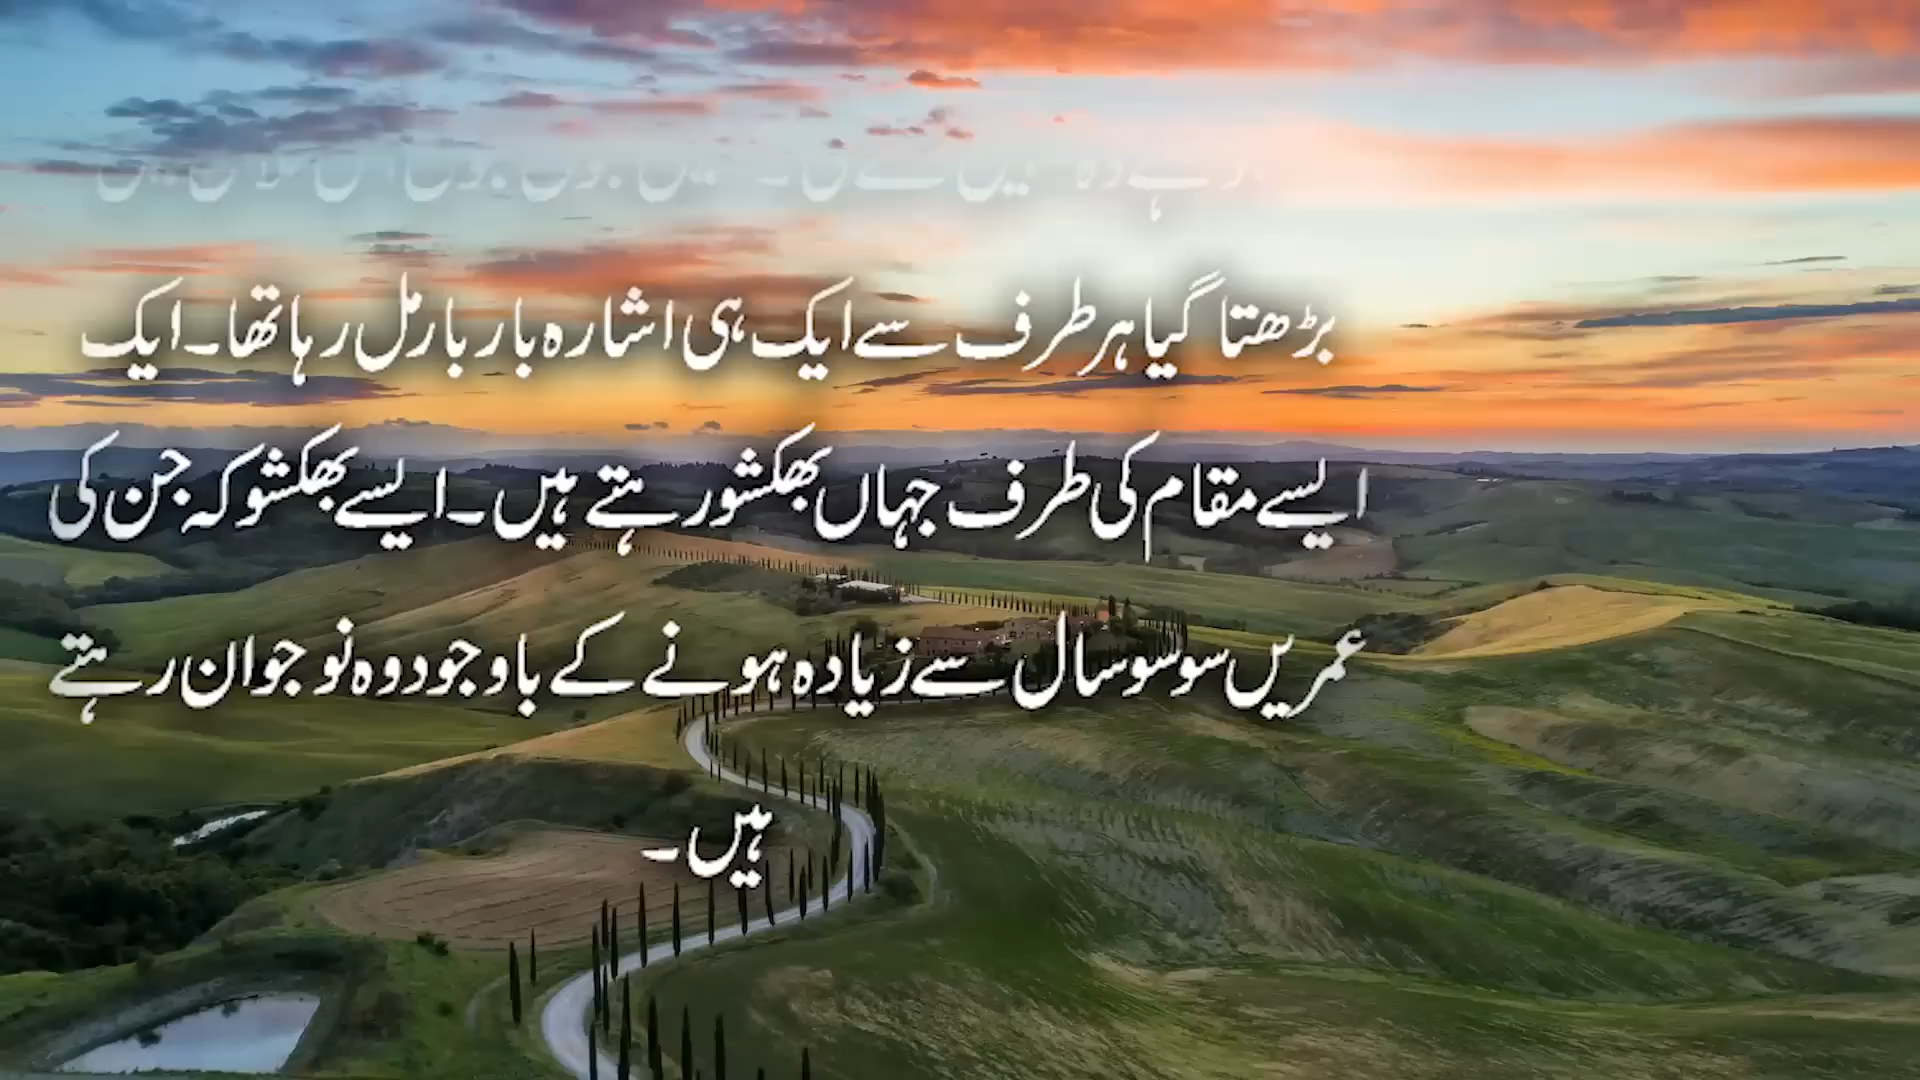 بڑھتا گیا ہر طرف سے ایک ہی اشارہ بار بار مل رہا تھا۔ ایک
ایسے مقام کی طرف جہاں بھکشو رہتے ہیں۔ ایسے بھکشو کہ جن کی
عمریں سو سو سال سے زیادہ ہونے کے باوجود وہ نوجوان رہتے
ہیں۔